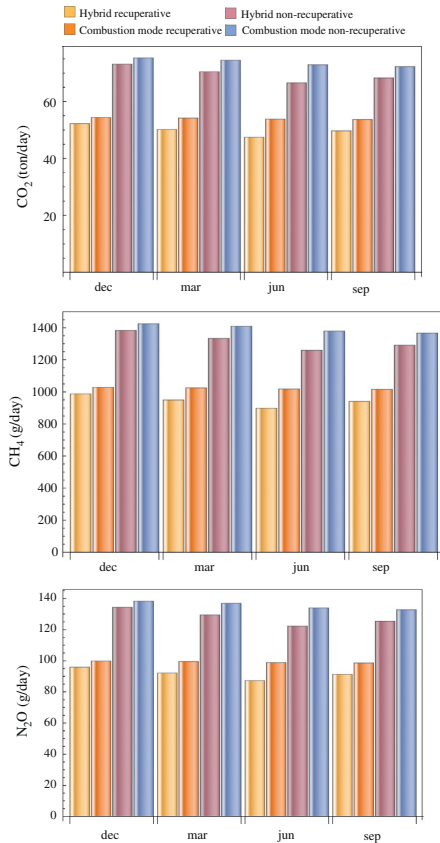 Hybrid recuperative Hybrid non-recuperative
Combustion mode recuperative Combustion mode non-recuperative
CO₂ (ton/day)
60
40
20
dec mar jun sep
CH₄ (g/day)
1400
1200
1000
800
600
400
200
0
dec mar jun sep
N₂O (g/day)
140
120
100
80
60
40
20
0
dec mar jun sep